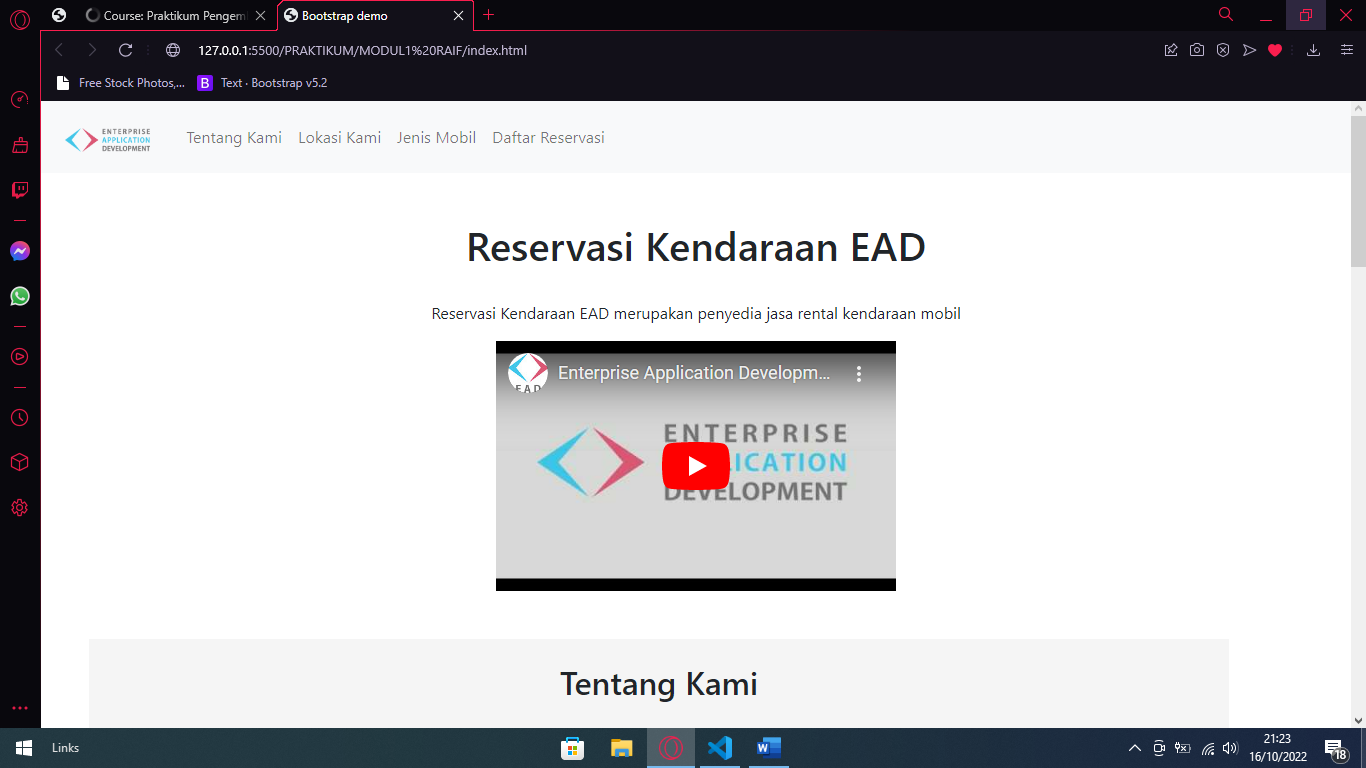 Course: Praktikum Pengem
Bootstrap demo
127.0.0.1:5500/PRAKTIKUM/MODUL1%20RAIF/index.html
Free Stock Photos,...
B Text · Bootstrap v5.2
ENTERPRISE
APPLICATION
DEVELOPMENT
Tentang Kami Lokasi Kami Jenis Mobil Daftar Reservasi
Reservasi Kendaraan EAD
Reservasi Kendaraan EAD merupakan penyedia jasa rental kendaraan mobil
EAD
Enterprise Application Developm...
ENTERPRISE
LICATION
DEVELOPMENT
Tentang Kami
Links
W
21:23
16/10/2022
18